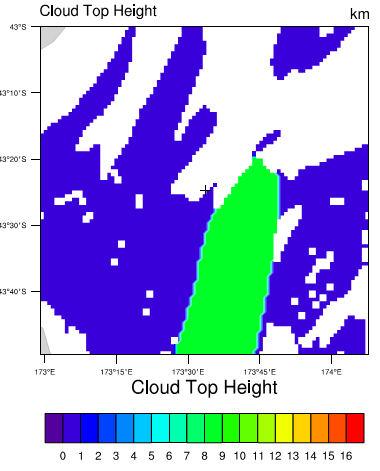 Cloud Top Height
km
43°S
43°10'S
43°20'S
43°30'S
43°40'S
173°E
173°15'E
173°30'E
173°45'E
174°E
Cloud Top Height
0 1 2 3 4 5 6 7 8 9 10 11 12 13 14 15 16